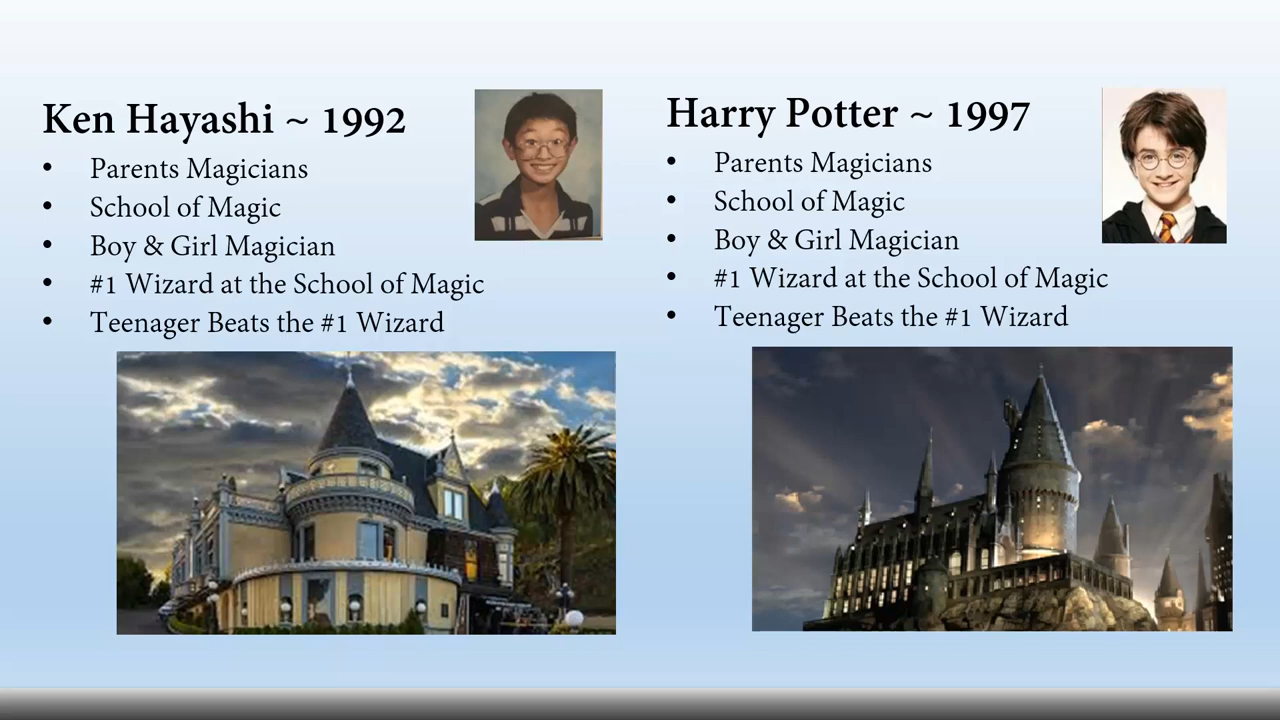 Ken Hayashi ~ 1992
• Parents Magicians
• School of Magic
• Boy & Girl Magician
• #1 Wizard at the School of Magic
• Teenager Beats the #1 Wizard
Harry Potter ~ 1997
• Parents Magicians
• School of Magic
• Boy & Girl Magician
• #1 Wizard at the School of Magic
• Teenager Beats the #1 Wizard